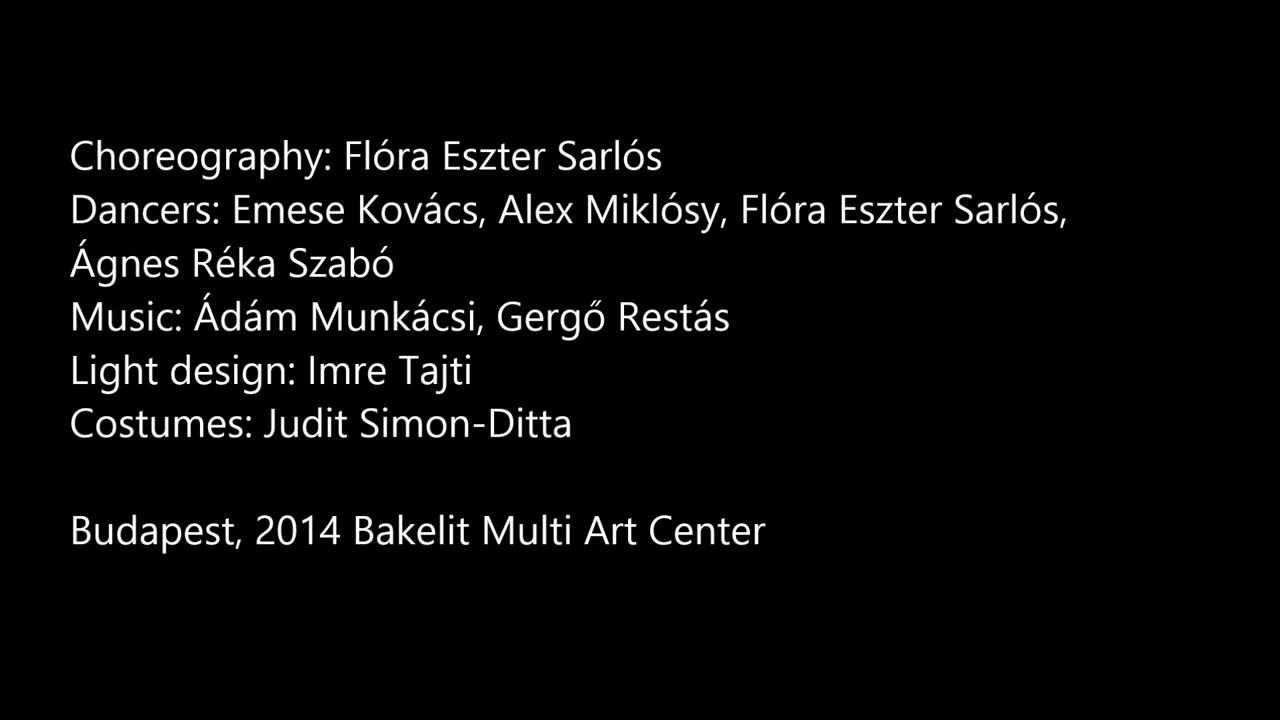 Choreography: Flóra Eszter Sarlós
Dancers: Emese Kovács, Alex Miklósy, Flóra Eszter Sarlós,
Ágnes Réka Szabó
Music: Ádám Munkácsi, Gergő Restás
Light design: Imre Tajti
Costumes: Judit Simon-Ditta
Budapest, 2014 Bakelit Multi Art Center